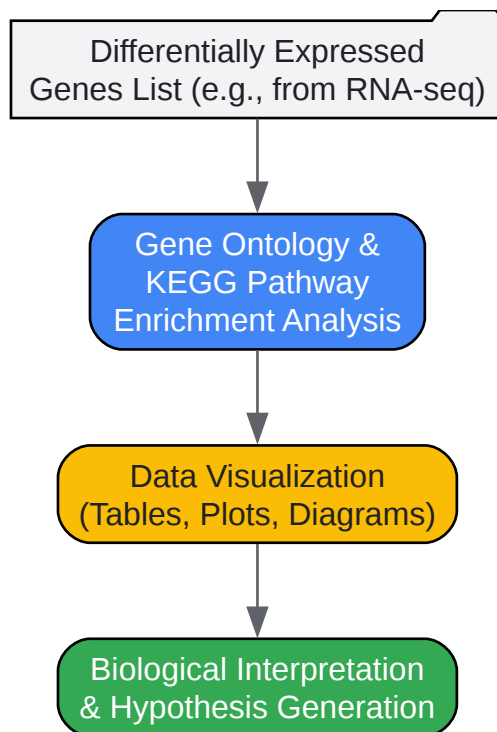 Differentially Expressed
Genes List (e.g., from RNA-seq)
Gene Ontology &
KEGG Pathway
Enrichment Analysis
Data Visualization
(Tables, Plots, Diagrams)
Biological Interpretation
& Hypothesis Generation